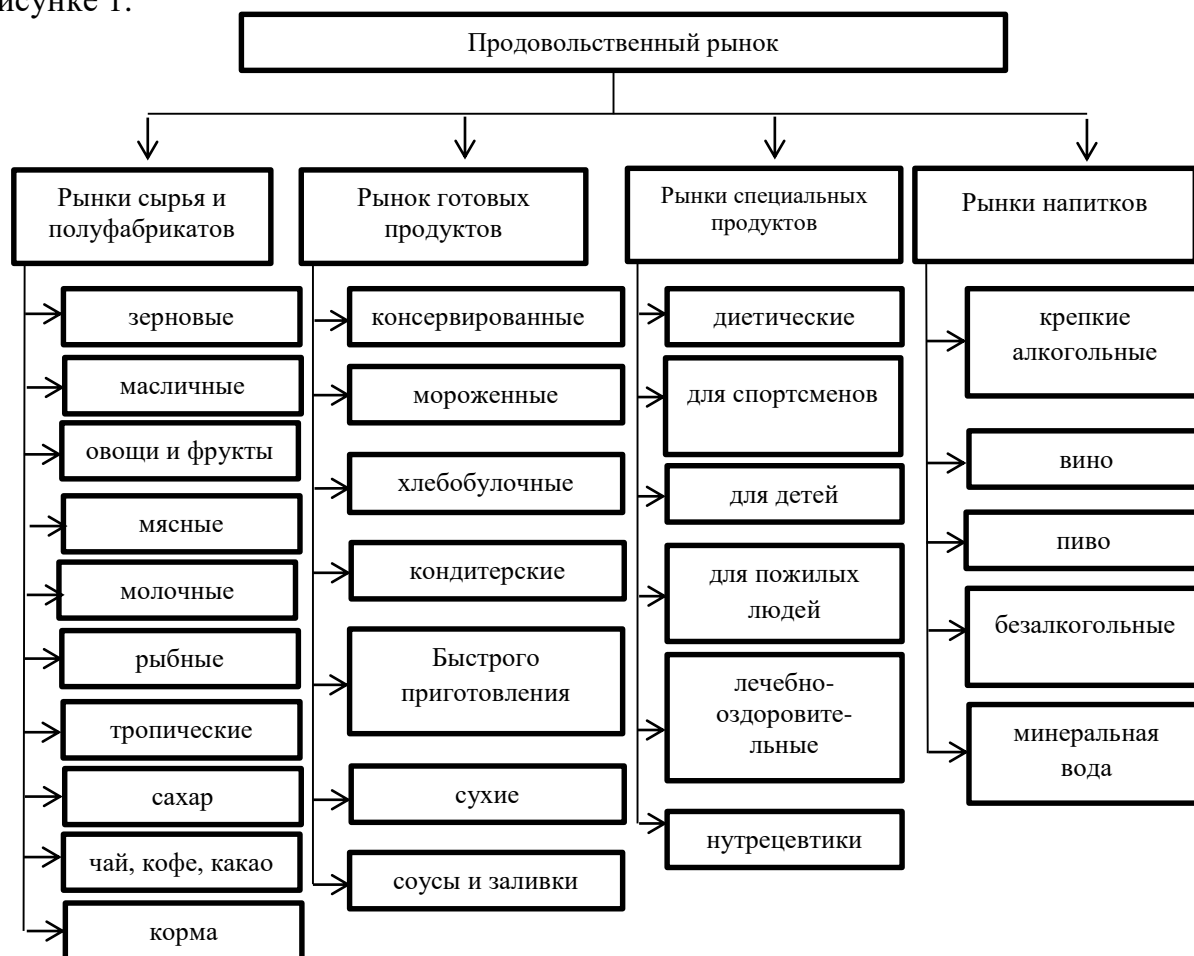 исунке 1.
Продовольственный рынок
Рынки сырья и
полуфабрикатов
зерновые
масличные
овощи и фрукты
мясные
молочные
рыбные
тропические
сахар
чай, кофе, какао
корма
Рынок готовых
продуктов
консервированные
мороженные
хлебобулочные
кондитерские
Быстрого
приготовления
сухие
соусы и заливки
Рынки специальных
продуктов
диетические
для спортсменов
для детей
для пожилых
людей
лечебно-
оздоровите-
льные
нутрецевтики
Рынки напитков
крепкие
алкогольные
вино
пиво
безалкогольные
минеральная
вода